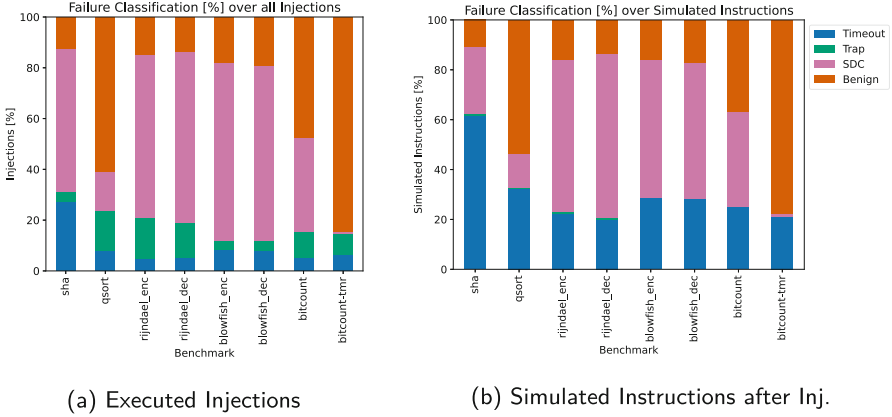 Failure Classification [%] over all Injections
100
80
60
40
20
0
Injections [%]
sha
qsort
rijndael_enc
rijndael_dec
blowfish_enc
blowfish_dec
bitcount
bitcount-tmr
Benchmark
(a) Executed Injections
Failure Classification [%] over Simulated Instructions
100
80
60
40
20
0
Simulated Instructions [%]
sha
qsort
rijndael_enc
rijndael_dec
blowfish_enc
blowfish_dec
bitcount
bitcount-tmr
Benchmark
Timeout
Trap
SDC
Benign
(b) Simulated Instructions after Inj.